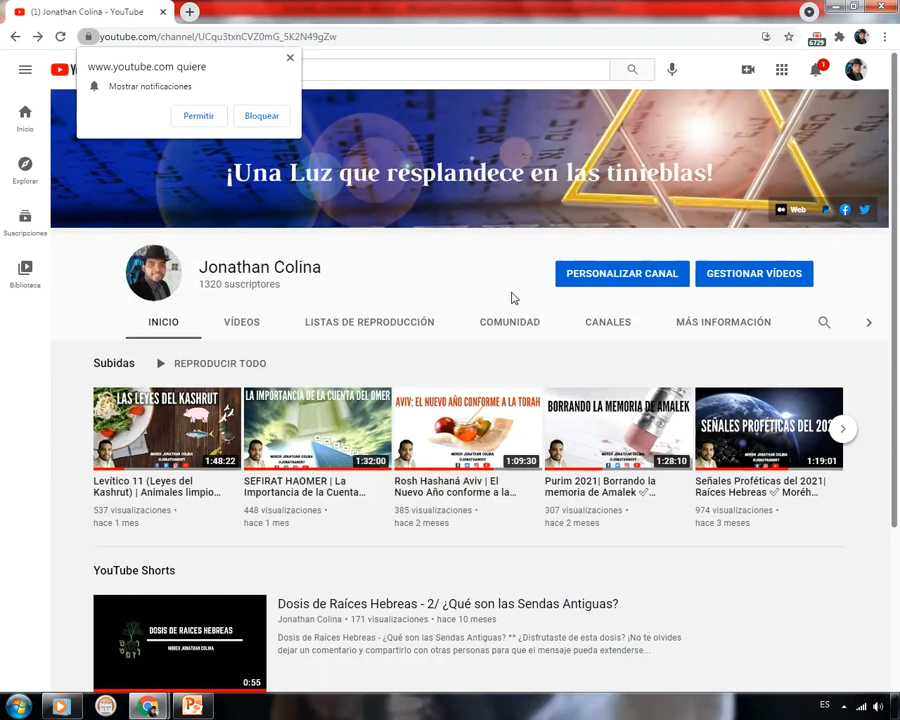 (1) Jonathan Colina - YouTube
youtube.com/channel/UCqu3txnCVZ0mG_5K2N49gZw
6729
www.youtube.com quiere
Mostrar notificaciones
Permitir
Bloquear
1
Inicio
Explorar
Suscripciones
Biblioteca
¡Una Luz que resplandece en las tinieblas!
Web
Jonathan Colina
1320 suscriptores
PERSONALIZAR CANAL
GESTIONAR VÍDEOS
INICIO
VÍDEOS
LISTAS DE REPRODUCCIÓN
COMUNIDAD
CANALES
MÁS INFORMACIÓN
Subidas
REPRODUCIR TODO
LAS LEYES DEL KASHRUT
1:48:22
Levítico 11 (Leyes del
Kashrut) | Animales limpio...
537 visualizaciones •
hace 1 mes
LA IMPORTANCIA DE LA CUENTA DEL OMER
1:32:00
SEFIRAT HAOMER | La
Importancia de la Cuenta...
448 visualizaciones •
hace 1 mes
AVIV: EL NUEVO AÑO CONFORME A LA TORAH
1:09:30
Rosh Hashaná Aviv | El
Nuevo Año conforme a la...
385 visualizaciones •
hace 2 meses
BORRANDO LA MEMORIA DE AMALEK
1:28:10
Purim 2021| Borrando la
memoria de Amalek ✅...
307 visualizaciones •
hace 2 meses
SEÑALES PROFÉTICAS DEL 202
1:19:01
Señales Proféticas del 2021|
Raíces Hebreas ✅ Moréh...
974 visualizaciones •
hace 3 meses
YouTube Shorts
DOSIS DE RAICES HEBREAS
MOREH JONATHAN COLINA
0:55
Dosis de Raíces Hebreas - 2/ ¿Qué son las Sendas Antiguas?
Jonathan Colina • 171 visualizaciones • hace 10 meses
Dosis de Raíces Hebreas - ¿Qué son las Sendas Antiguas? ** ¿Disfrutaste de esta dosis? ¡No te olvides
dejar un comentario y compartirlo con otras personas para que el mensaje pueda extenderse...
ES